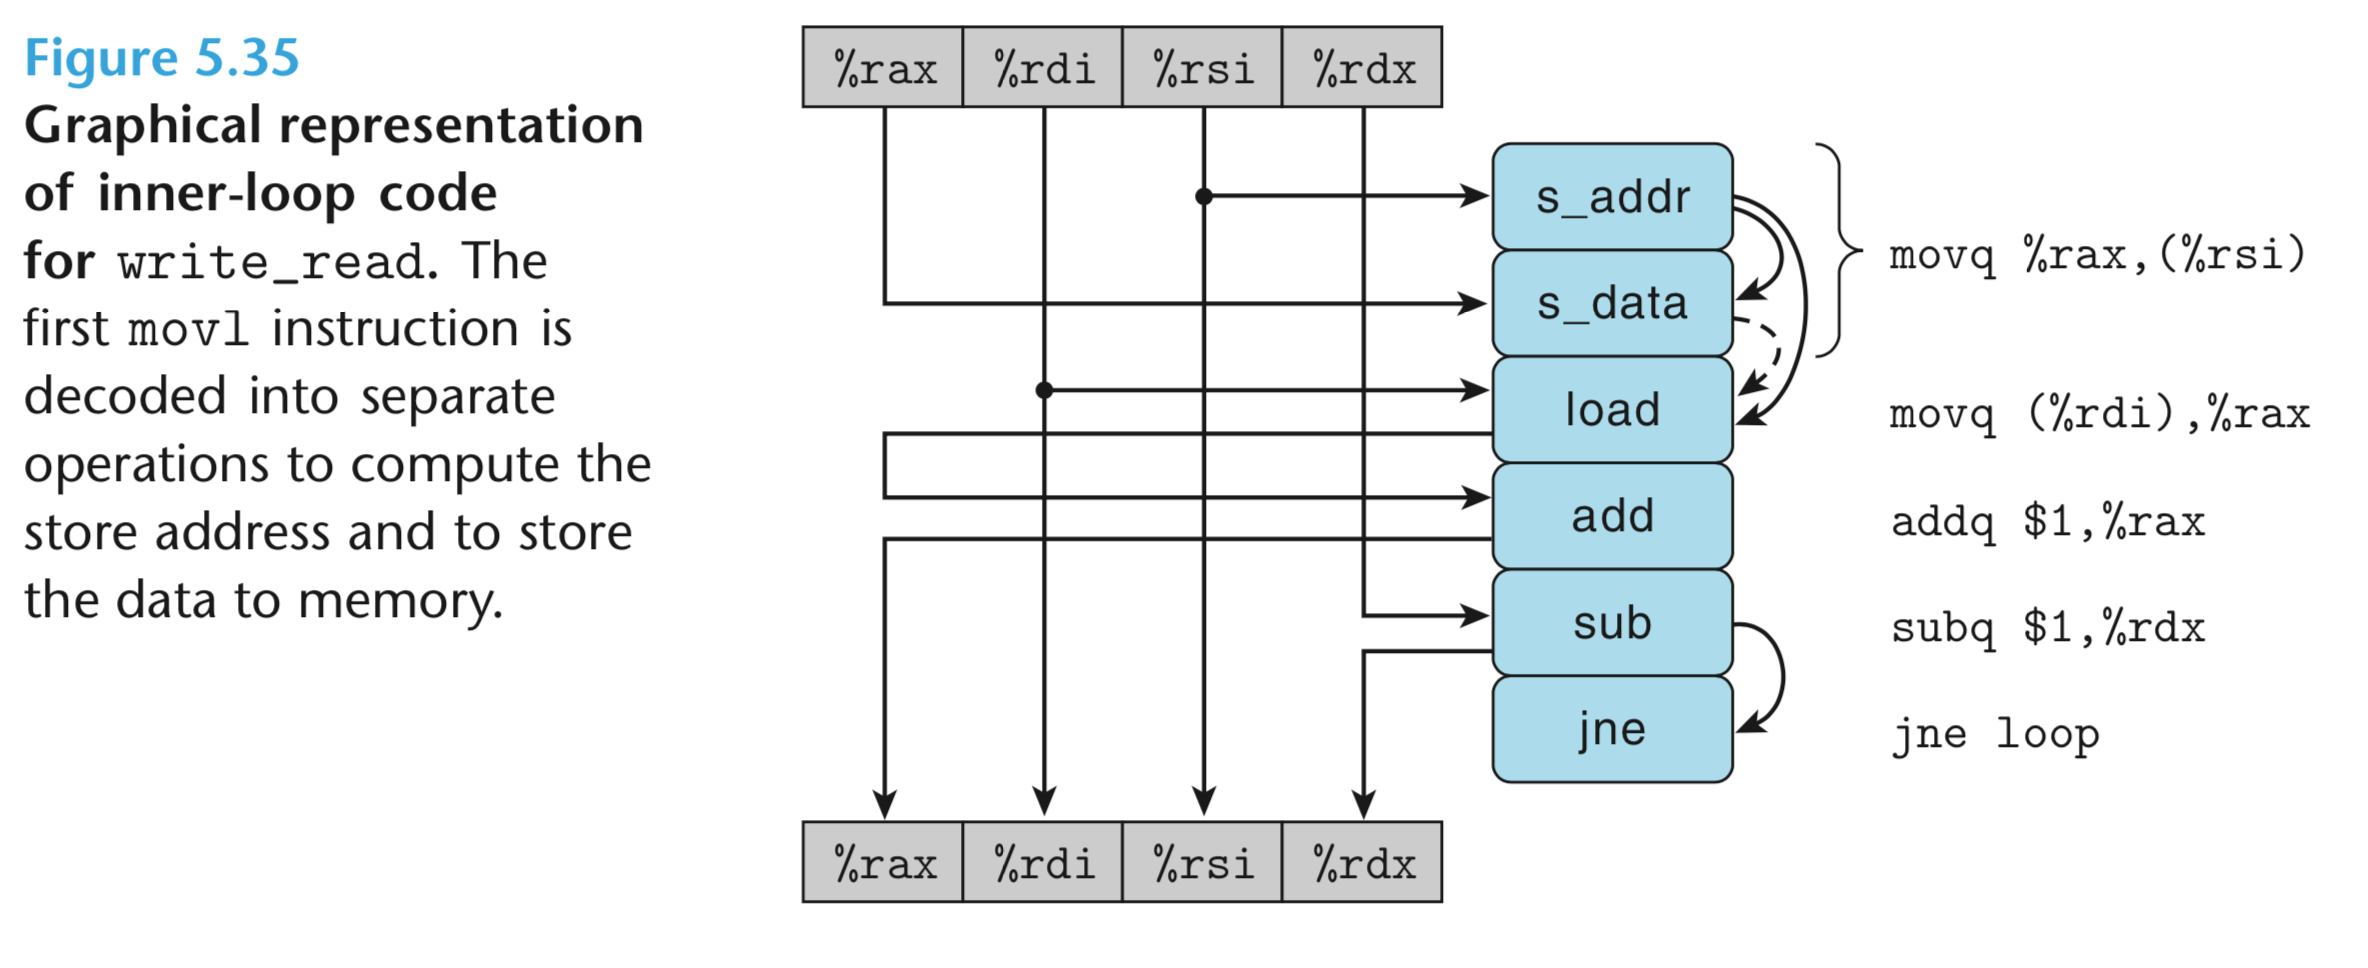 Figure 5.35
Graphical representation
of inner-loop code
for write_read. The
first movl instruction is
decoded into separate
operations to compute the
store address and to store
the data to memory.
%rax %rdi %rsi %rdx
s_addr
s_data
movq %rax,(%rsi)
load
movq (%rdi),%rax
add
addq $1,%rax
sub
subq $1,%rdx
jne
jne loop
%rax %rdi %rsi %rdx